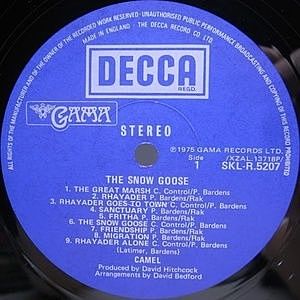 ALL RIGHTS OF THE MANUFACTURER AND OF THE OWNER OF THE RECORDED WORK RESERVED · UNAUTHORISED PUBLIC PERFORMANCE BROADCASTING AND COPYING OF THIS RECORD PROHIBITED
MADE IN ENGLAND. · THE DECCA RECORD CO LTD
DECCA
REGD.
GAMA
STEREO
Ⓟ1975 GAMA RECORDS LTD.
Side /XZAL.13718P/
1 SKL-R.5207
THE SNOW GOOSE
1. THE GREAT MARSH C. Control/P. Bardens
2. RHAYADER P. Bardens/Rak
3. RHAYADER GOES TO TOWN C. Control/P. Bardens
4. SANCTUARY P. Bardens/Rak
5. FRITHA P. Bardens/Rak
6. THE SNOW GOOSE C. Control/P. Bardens
7. FRIENDSHIP P. Bardens/Rak
8. MIGRATION P. Bardens/Rak
9. RHAYADER ALONE C. Control/P. Bardens
(Latimer, Bardens)
CAMEL
Produced by David Hitchcock
Arrangements by David Bedford